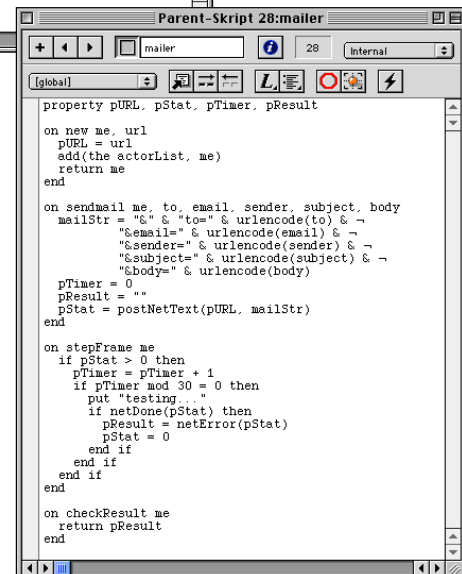 Parent-Skript 28:mailer
mailer
28
Internal
[global]
property pURL, pStat, pTimer, pResult
on new me, url
  pURL = url
  add(the actorList, me)
  return me
end
on sendmail me, to, email, sender, subject, body
  mailStr = "&" & "to=" & urlencode(to) & ¬
          "&email=" & urlencode(email) & ¬
          "&sender=" & urlencode(sender) & ¬
          "&subject=" & urlencode(subject) & ¬
          "&body=" & urlencode(body)
  pTimer = 0
  pResult = ""
  pStat = postNetText(pURL, mailStr)
end
on stepFrame me
  if pStat > 0 then
    pTimer = pTimer + 1
    if pTimer mod 30 = 0 then
      put "testing..."
      if netDone(pStat) then
        pResult = netError(pStat)
        pStat = 0
      end if
    end if
  end if
end
on checkResult me
  return pResult
end